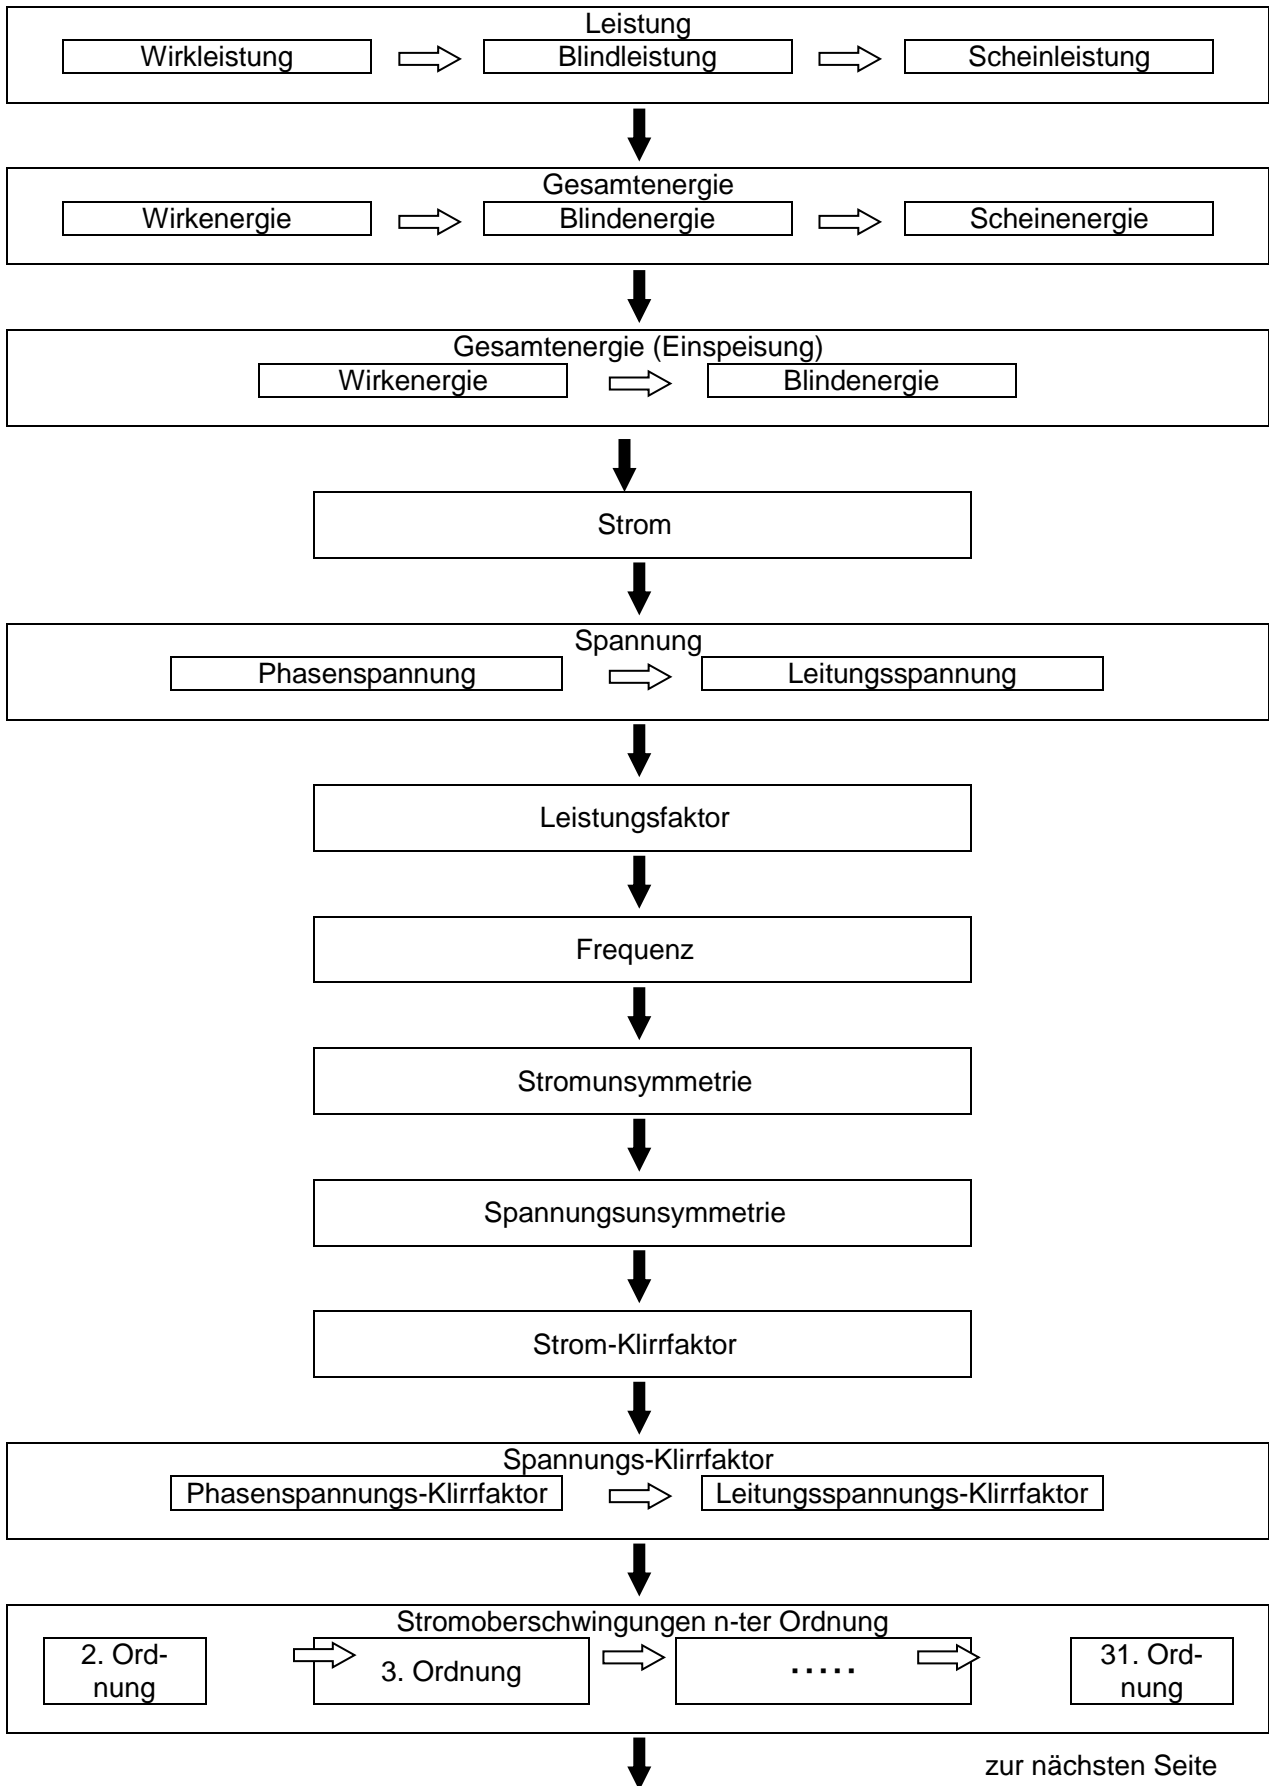 Leistung
Wirkleistung
Blindleistung
Scheinleistung
Gesamtenergie
Wirkenergie
Blindenergie
Scheinenergie
Gesamtenergie (Einspeisung)
Wirkenergie
Blindenergie
Strom
Spannung
Phasenspannung
Leitungsspannung
Leistungsfaktor
Frequenz
Stromunsymmetrie
Spannungsunsymmetrie
Strom-Klirrfaktor
Spannungs-Klirrfaktor
Phasenspannungs-Klirrfaktor
Leitungsspannungs-Klirrfaktor
Stromoberschwingungen n-ter Ordnung
2. Ord-
nung
3. Ordnung
.....
31. Ord-
nung
zur nächsten Seite